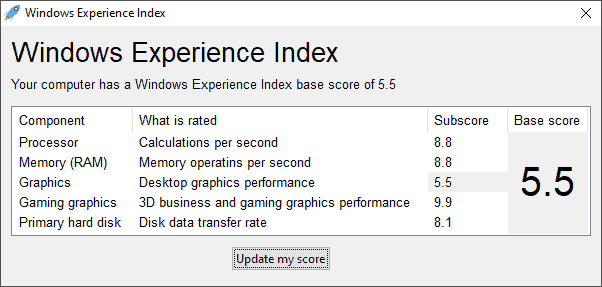 Windows Experience Index
Windows Experience Index
Your computer has a Windows Experience Index base score of 5.5
Component What is rated Subscore Base score
Processor Calculations per second 8.8
Memory (RAM) Memory operatins per second 8.8
Graphics Desktop graphics performance 5.5
5.5
Gaming graphics 3D business and gaming graphics performance 9.9
Primary hard disk Disk data transfer rate 8.1
Update my score